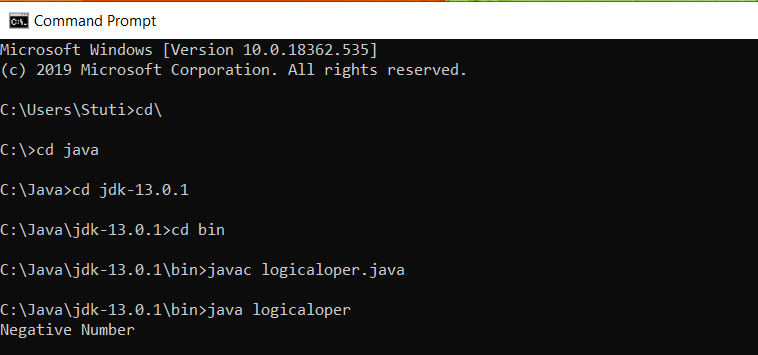 Command Prompt
Microsoft Windows [Version 10.0.18362.535]
(c) 2019 Microsoft Corporation. All rights reserved.
C:\Users\Stuti>cd\
C:\>cd java
C:\Java>cd jdk-13.0.1
C:\Java\jdk-13.0.1>cd bin
C:\Java\jdk-13.0.1\bin>javac logicaloper.java
C:\Java\jdk-13.0.1\bin>java logicaloper
Negative Number